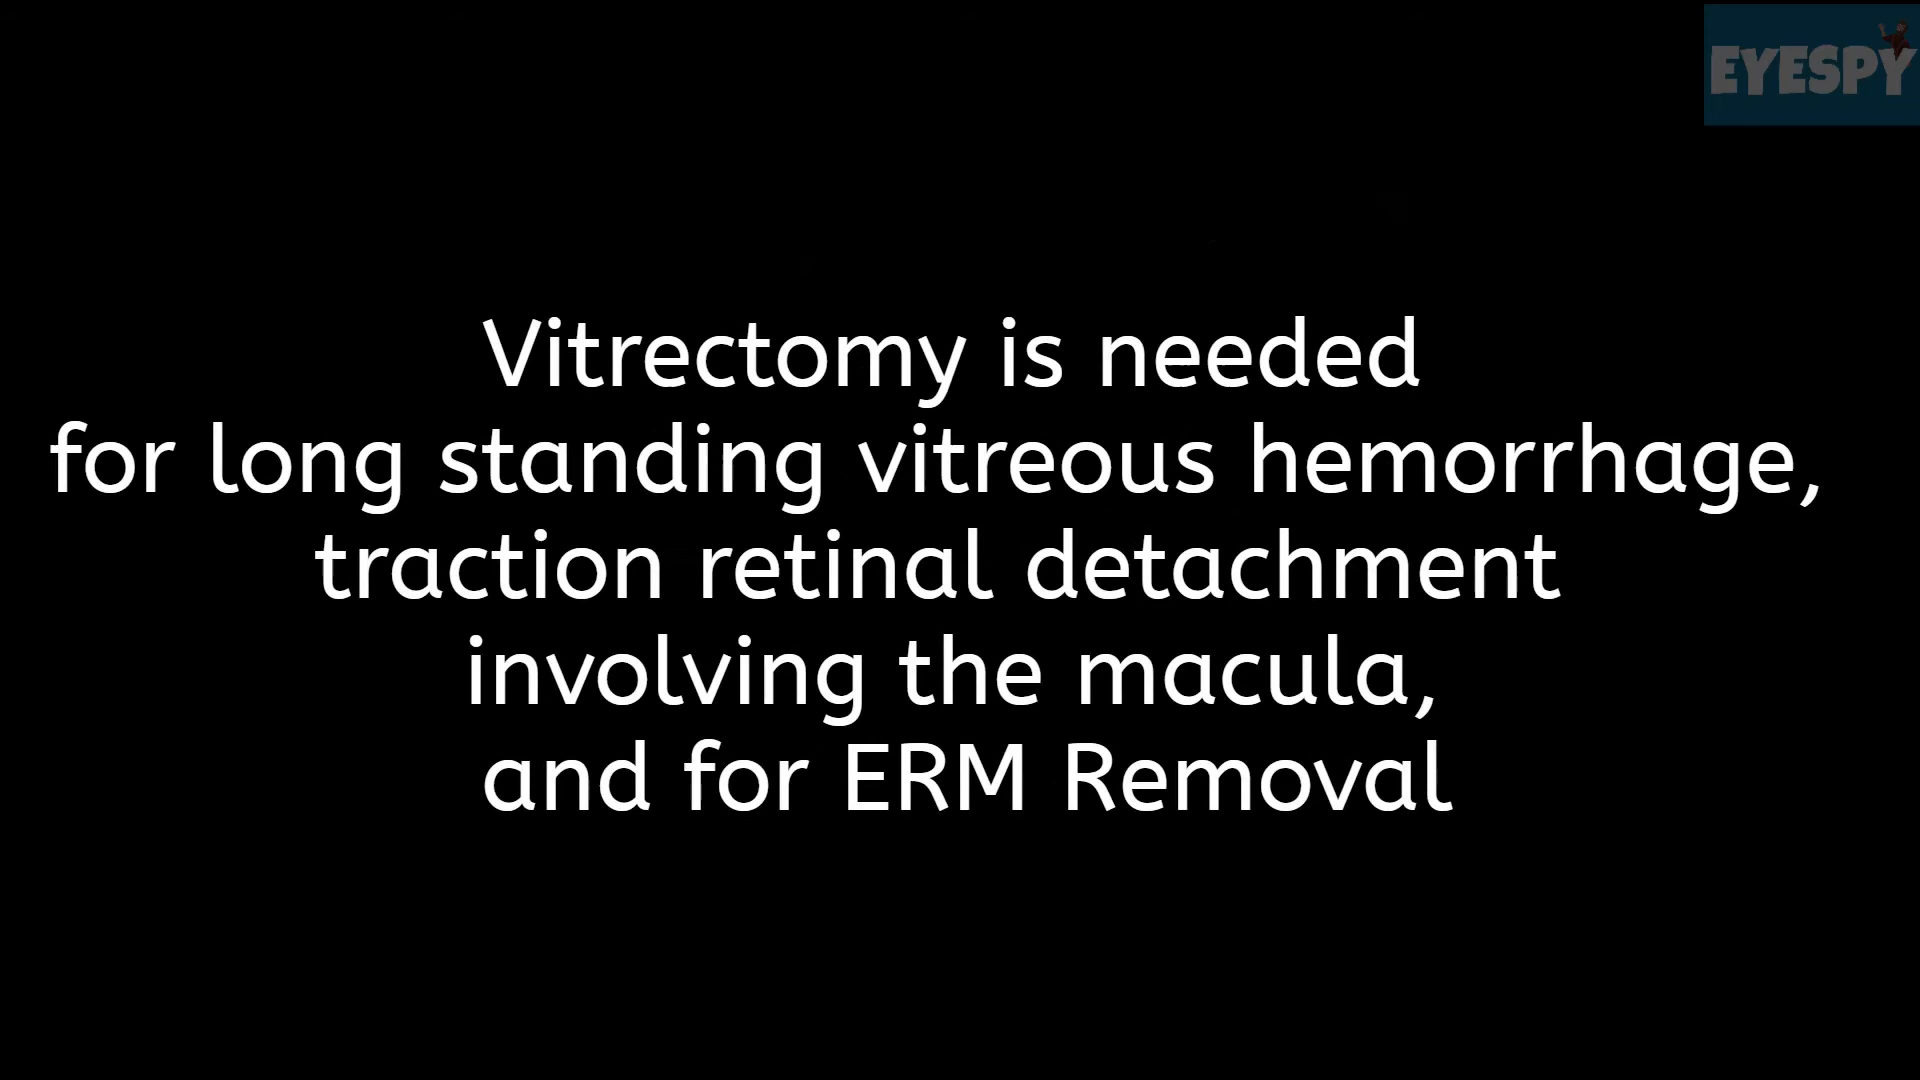 EYESPY
Vitrectomy is needed
for long standing vitreous hemorrhage,
traction retinal detachment
involving the macula,
and for ERM Removal